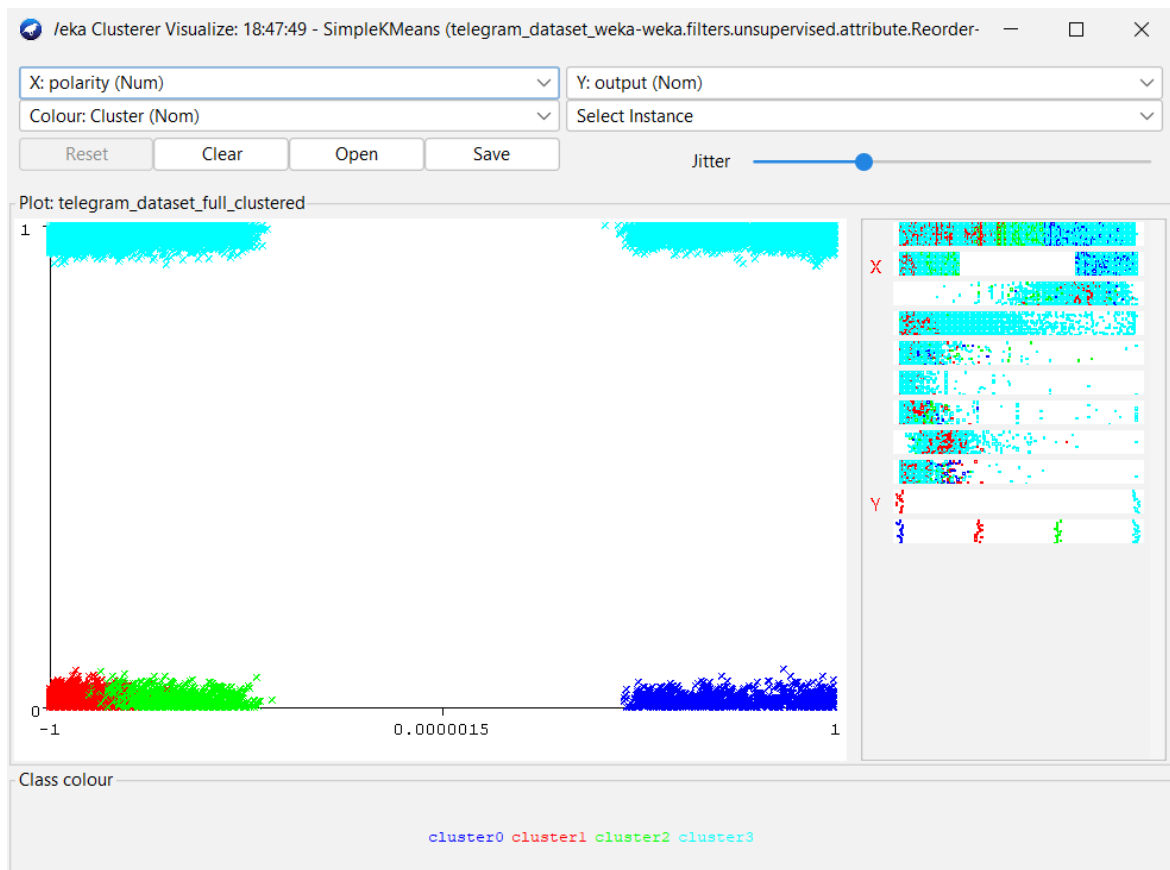 /eka Clusterer Visualize: 18:47:49 - SimpleKMeans (telegram_dataset_weka-weka.filters.unsupervised.attribute.Reorder-
X: polarity (Num)
Y: output (Nom)
Colour: Cluster (Nom)
Select Instance
Reset
Clear
Open
Save
Jitter
Plot: telegram_dataset_full_clustered
1
0
-1
0.0000015
1
X
Y
Class colour
cluster0 cluster1 cluster2 cluster3